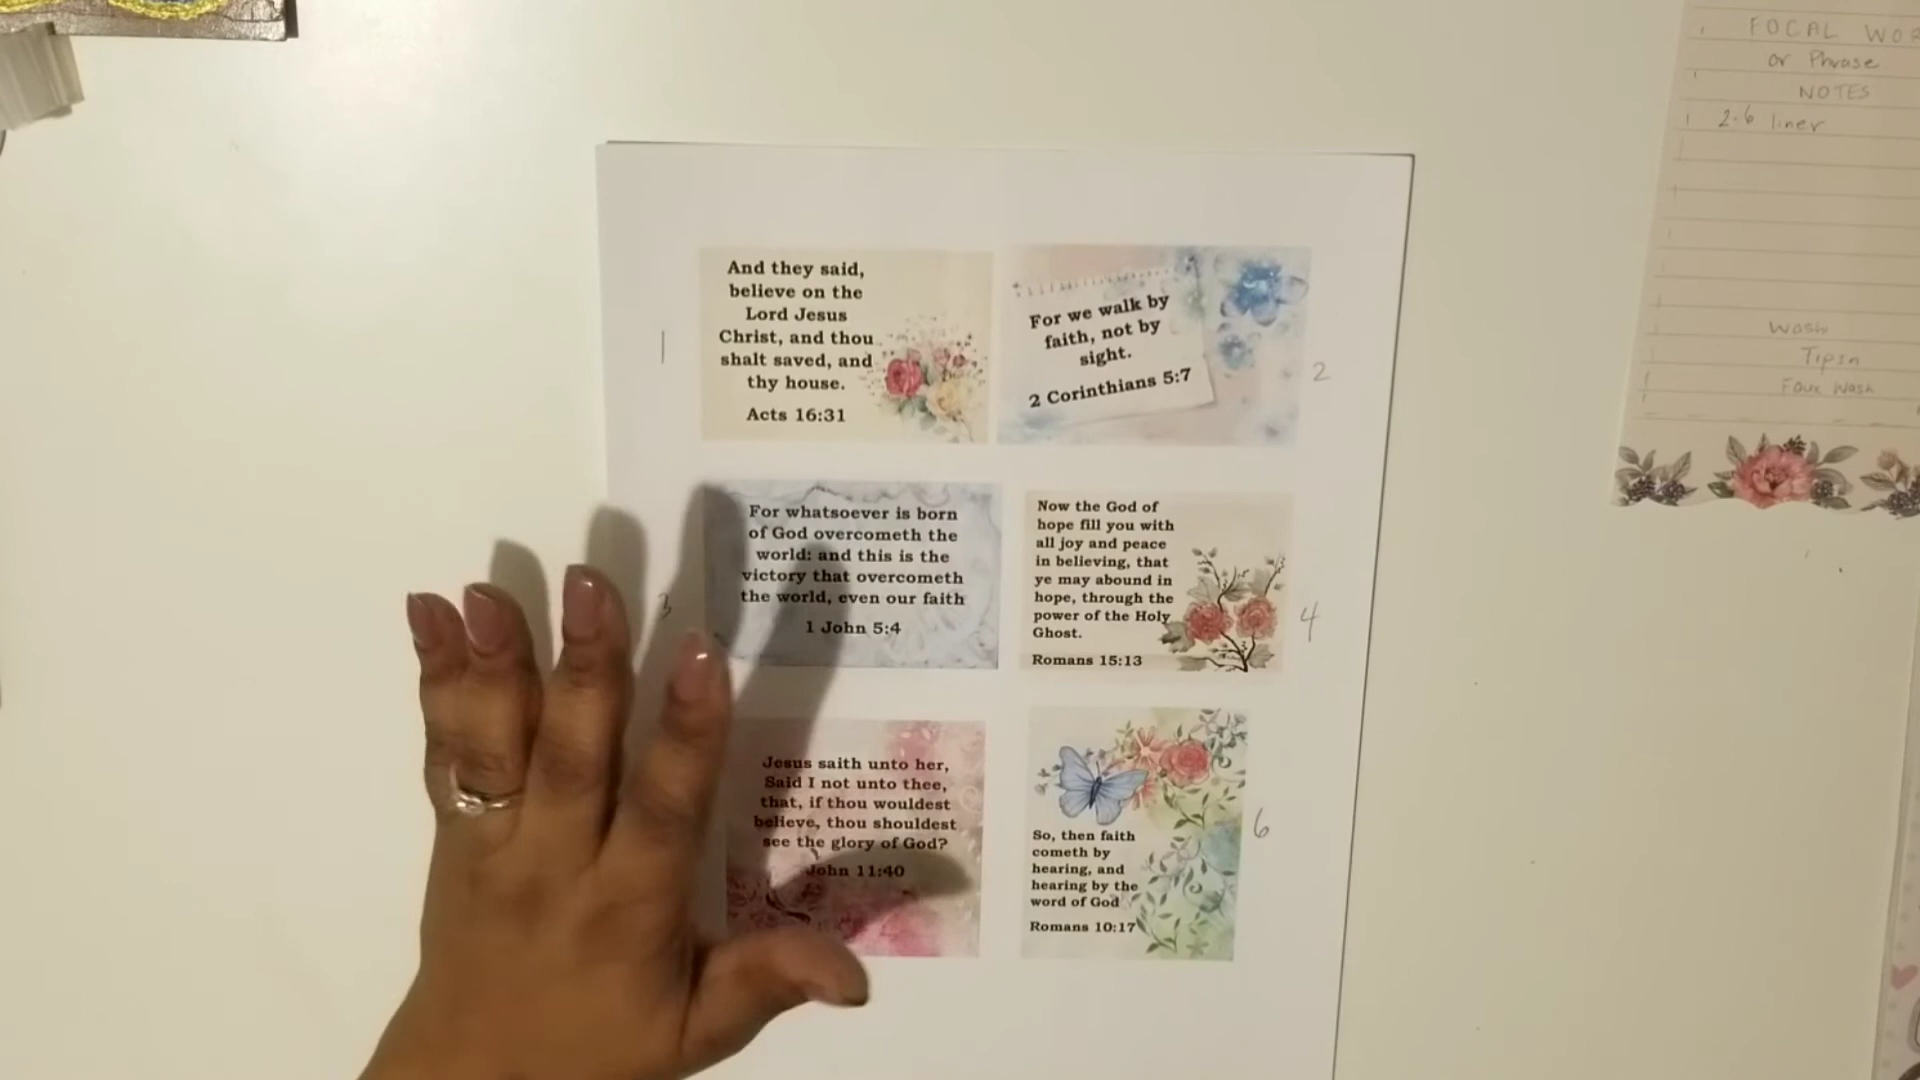 FOCAL
or Phrase
NOTES
2-6 liner
Wash
Tip in
Faux Wash
1
And they said,
believe on the
Lord Jesus
Christ, and thou
shalt saved, and
thy house.
Acts 16:31
For we walk by
faith, not by
sight.
2 Corinthians 5:7
2
3
For whatsoever is born
of God overcometh the
world: and this is the
victory that overcometh
the world, even our faith
1 John 5:4
Now the God of
hope fill you with
all joy and peace
in believing, that
ye may abound in
hope, through the
power of the Holy
Ghost.
Romans 15:13
4
Jesus saith unto her,
Said I not unto thee,
that, if thou wouldest
believe, thou shouldest
see the glory of God?
John 11:40
So, then faith
cometh by
hearing, and
hearing by the
word of God
Romans 10:17
6